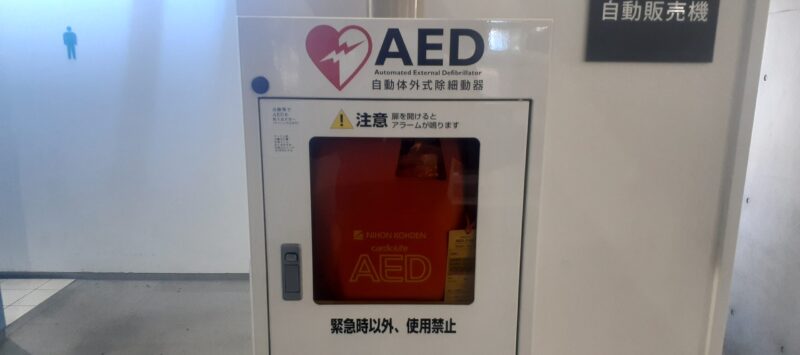 自動販売機
AED
Automated External Defibrillator
自動体外式除細動器
注意
扉を開けると
アラームが鳴ります
NIHON KOHDEN
cardiolife
AED
緊急時以外、使用禁止